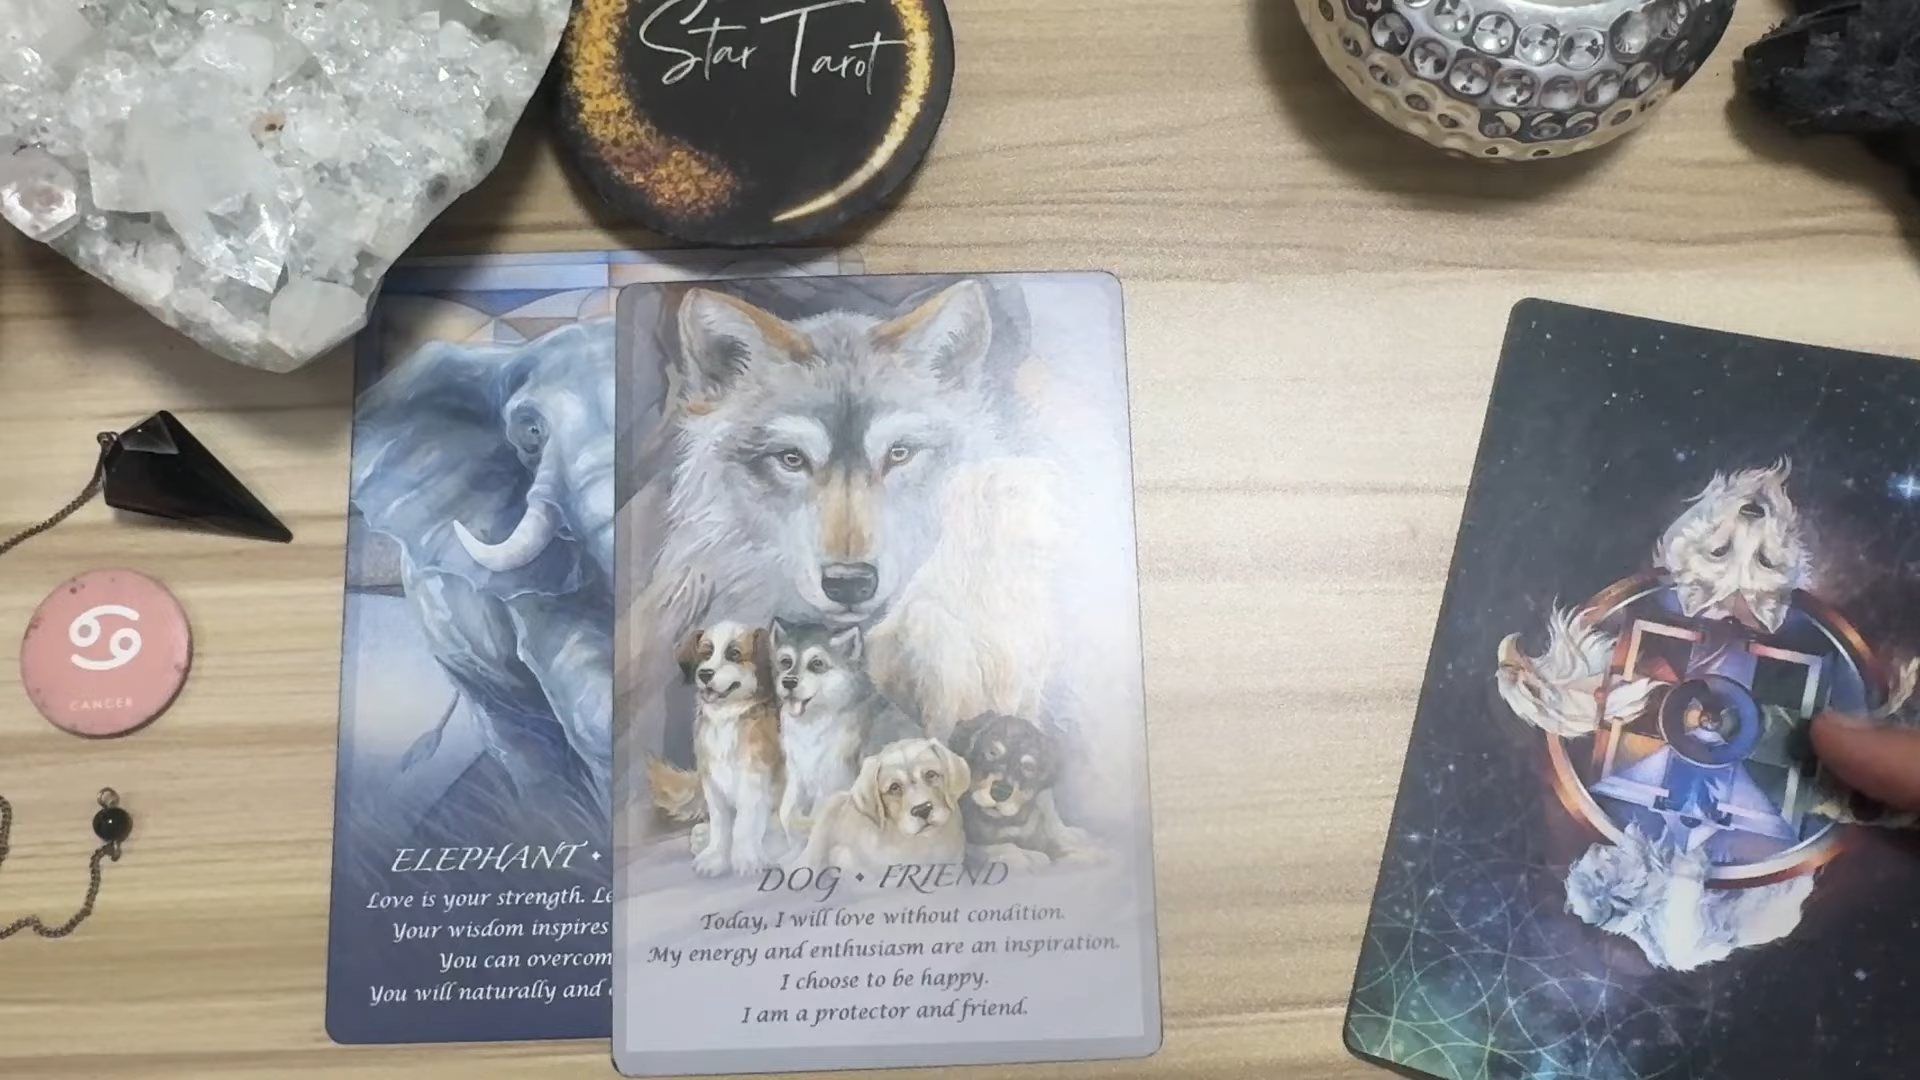 Star Tarot
CANCER
ELEPHANT •
Love is your strength.
Your wisdom inspires
You can
You will naturally and
DOG • FRIEND
Today, I will love without condition.
My energy and enthusiasm are an inspiration.
I choose to be happy.
I am a protector and friend.